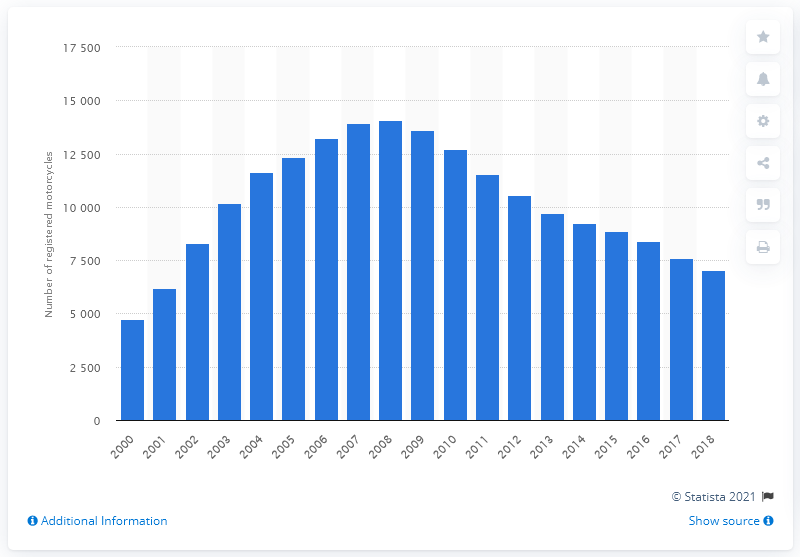 17 500
15 000
12 500
10 000
7 500
5 000
2 500
0
Number of registered motorcycles
2000 2001 2002 2003 2004 2005 2006 2007 2008 2009 2010 2011 2012 2013 2014 2015 2016 2017 2018
© Statista 2021
Additional Information
Show source